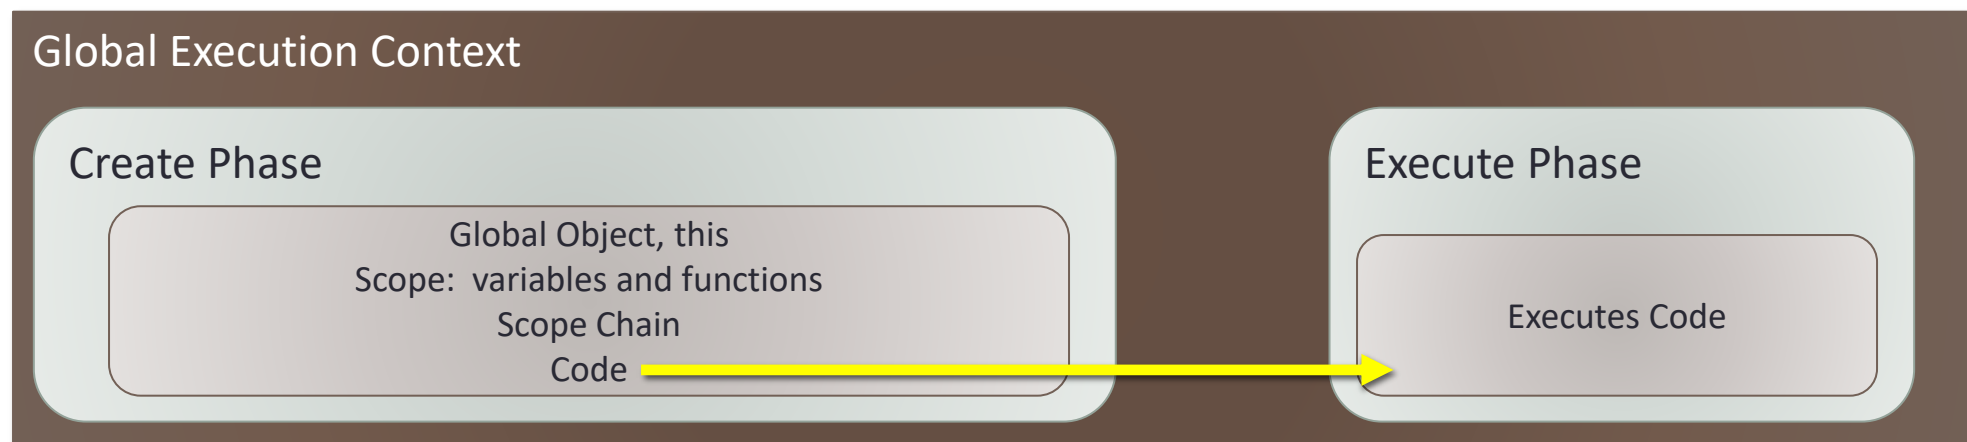 Global Execution Context
Create Phase
Global Object, this
Scope:  variables and functions
Scope Chain
Code
Execute Phase
Executes Code